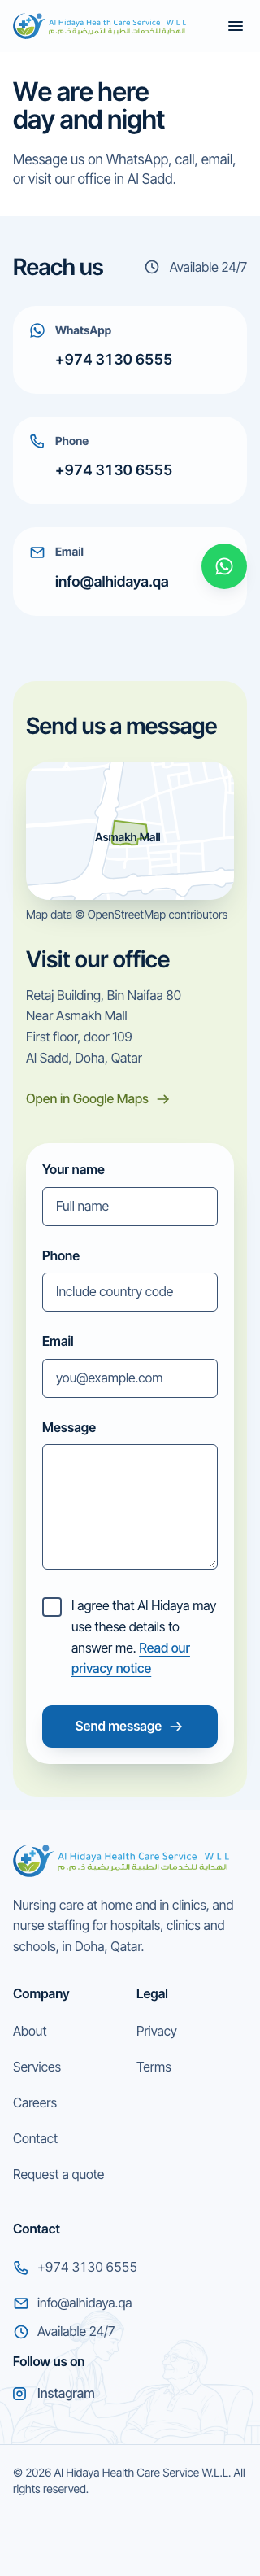 Al Hidaya Health Care Service W L L
الهداية للخدمات الطبية التمريضية ذ.م.م
We are here
day and night
Message us on WhatsApp, call, email,
or visit our office in Al Sadd.
Reach us
Available 24/7
WhatsApp
+974 3130 6555
Phone
+974 3130 6555
Email
info@alhidaya.qa
Send us a message
Asmakh Mall
Map data © OpenStreetMap contributors
Visit our office
Retaj Building, Bin Naifaa 80
Near Asmakh Mall
First floor, door 109
Al Sadd, Doha, Qatar
Open in Google Maps →
Your name
Full name
Phone
Include country code
Email
you@example.com
Message
I agree that Al Hidaya may
use these details to
answer me. Read our
privacy notice
Send message →
Al Hidaya Health Care Service W L L
الهداية للخدمات الطبية التمريضية ذ.م.م
Nursing care at home and in clinics, and
nurse staffing for hospitals, clinics and
schools, in Doha, Qatar.
Company
Legal
About
Privacy
Services
Terms
Careers
Contact
Request a quote
Contact
+974 3130 6555
info@alhidaya.qa
Available 24/7
Follow us on
Instagram
© 2026 Al Hidaya Health Care Service W.L.L. All
rights reserved.